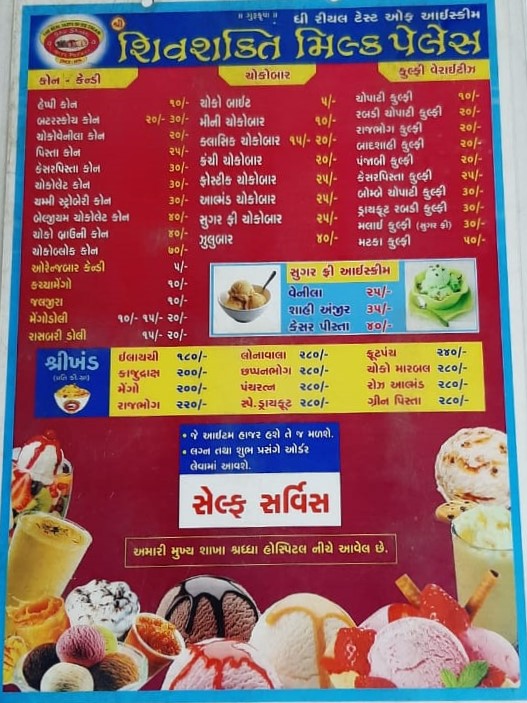 ॥ ગુરુકૃપા ॥
ધી રીયલ ટેસ્ટ ઓફ આઈસ્ક્રીમ
શ્રી શિવશક્તિ મિલ્ક પેલેસ
કોન - કેન્ડી
હેપ્પી કોન ૧૦/-
બટરસ્કોચ કોન ૨૦/- ૩૦/-
ચોકોવેનીલા કોન ૨૦/-
પિસ્તા કોન ૨૫/-
કેસરપિસ્તા કોન ૩૦/-
ચોકલેટ કોન ૩૦/-
યમ્મી સ્ટ્રોબેરી કોન ૩૦/-
બેલ્જીયમ ચોકલેટ કોન ૪૦/-
ચોકો બ્રાઉની કોન ૪૦/-
ચોકોબ્લોક કોન ૭૦/-
ઓરેન્જબાર કેન્ડી ૫/-
કચ્ચામેંગો ૧૦/-
જલજીરા ૧૦/-
મેંગોડોલી ૧૦/- ૧૫/- ૨૦/-
રાસબરી ડોલી ૧૫/- ૨૦/-
ચોકોબાર
ચોકો બાઈટ ૫/-
મીની ચોકોબાર ૧૦/-
ક્લાસિક ચોકોબાર ૧૫/- ૨૦/-
ક્રંચી ચોકોબાર ૨૦/-
ફોસ્ટીક ચોકોબાર ૨૫/-
આલ્મંડ ચોકોબાર ૨૫/-
સુગર ફ્રી ચોકોબાર ૨૫/-
ઝુલુબાર ૪૦/-
કુલ્ફી વેરાઈટીઝ
ચોપાટી કુલ્ફી ૧૦/-
રબડી ચોપાટી કુલ્ફી ૨૦/-
રાજભોગ કુલ્ફી ૨૦/-
બાદશાહી કુલ્ફી ૨૦/-
પંજાબી કુલ્ફી ૨૦/-
કેસરપિસ્તા કુલ્ફી ૨૫/-
બોમ્બે ચોપાટી કુલ્ફી ૩૦/-
ડ્રાયફ્રુટ રબડી કુલ્ફી ૩૦/-
મલાઈ કુલ્ફી (સુગર ફ્રી) ૩૦/-
મટકા કુલ્ફી ૫૦/-
સુગર ફ્રી આઈસ્ક્રીમ
વેનીલા ૨૫/-
શાહી અંજીર ૩૫/-
કેસર પીસ્તા ૪૦/-
શ્રીખંડ
(પ્રતિ કી.ગ્રા)
ઈલાયચી ૧૮૦/-
કાજુદ્રાક્ષ ૨૦૦/-
મેંગો ૨૦૦/-
રાજભોગ ૨૨૦/-
લોનાવાલા ૨૮૦/-
છપ્પનભોગ ૨૮૦/-
પંચરત્ન ૨૮૦/-
સ્પે.ડ્રાયફ્રૂટ ૨૮૦/-
ફ્રૂટપંચ ૨૪૦/-
ચોકો મારબલ ૨૮૦/-
રોઝ આલ્મંડ ૨૮૦/-
ગ્રીન પિસ્તા ૨૮૦/-
• જે આઈટમ હાજર હશે તે જ મળશે.
• લગ્ન તથા શુભ પ્રસંગે ઓર્ડર
લેવામાં આવશે.
સેલ્ફ સર્વિસ
અમારી મુખ્ય શાખા શ્રધ્ધા હોસ્પિટલ નીચે આવેલ છે.